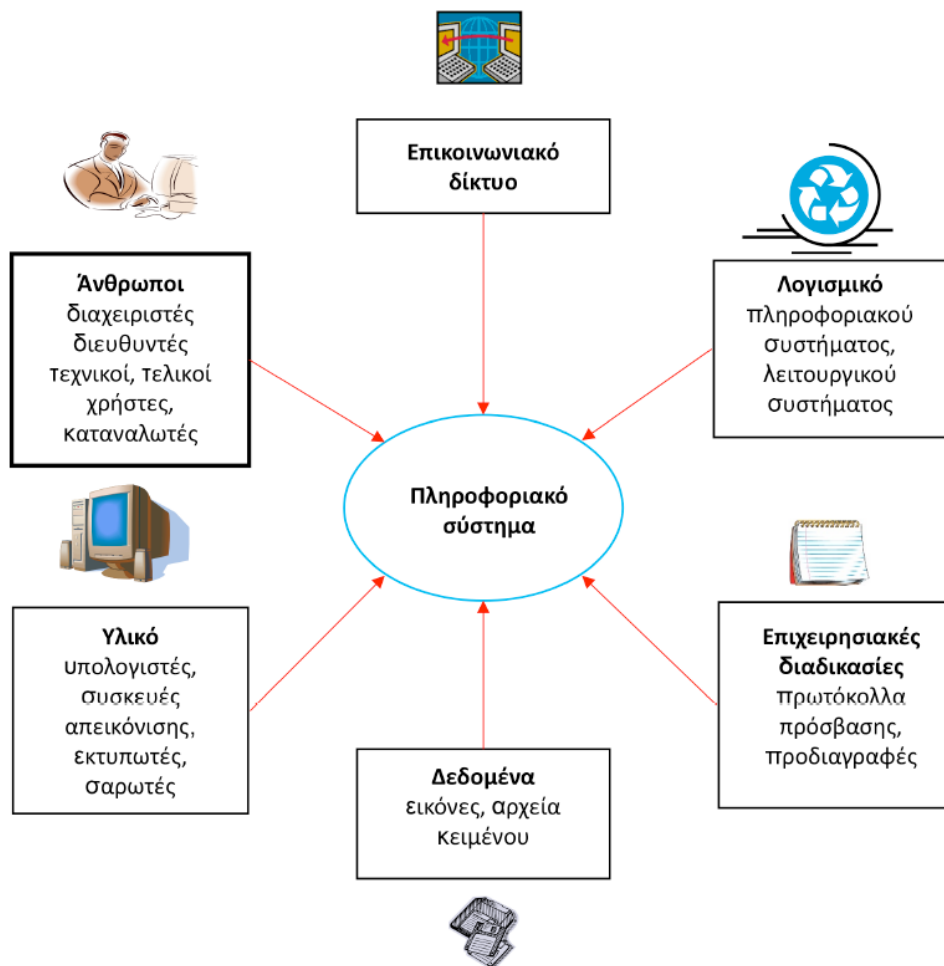 Επικοινωνιακό
δίκτυο
Άνθρωποι
διαχειριστές
διευθυντές
τεχνικοί, τελικοί
χρήστες,
καταναλωτές
Λογισμικό
πληροφοριακού
συστήματος,
λειτουργικού
συστήματος
Πληροφοριακό
σύστημα
Υλικό
υπολογιστές,
συσκευές
απεικόνισης,
εκτυπωτές,
σαρωτές
Δεδομένα
εικόνες, αρχεία
κειμένου
Επιχειρησιακές
διαδικασίες
πρωτόκολλα
πρόσβασης,
προδιαγραφές